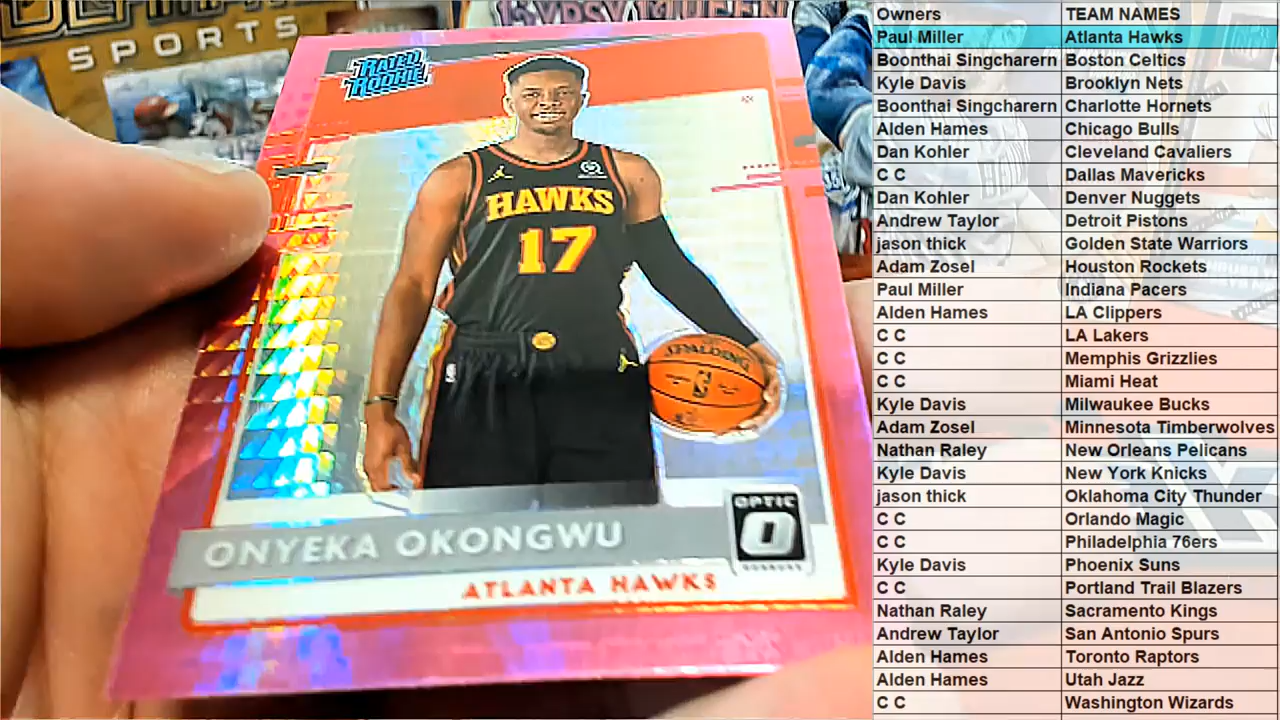 SPORTS
GYPSY QUEEN
RATED
ROOKIE
HAWKS
17
SPALDING
ONYEKA OKONGWU
OPTIC
O
DONRUSS
ATLANTA HAWKS
Owners TEAM NAMES
Paul Miller Atlanta Hawks
Boonthai Singcharern Boston Celtics
Kyle Davis Brooklyn Nets
Boonthai Singcharern Charlotte Hornets
Alden Hames Chicago Bulls
Dan Kohler Cleveland Cavaliers
C C Dallas Mavericks
Dan Kohler Denver Nuggets
Andrew Taylor Detroit Pistons
jason thick Golden State Warriors
Adam Zosel Houston Rockets
Paul Miller Indiana Pacers
Alden Hames LA Clippers
C C LA Lakers
C C Memphis Grizzlies
C C Miami Heat
Kyle Davis Milwaukee Bucks
Adam Zosel Minnesota Timberwolves
Nathan Raley New Orleans Pelicans
Kyle Davis New York Knicks
jason thick Oklahoma City Thunder
C C Orlando Magic
C C Philadelphia 76ers
Kyle Davis Phoenix Suns
C C Portland Trail Blazers
Nathan Raley Sacramento Kings
Andrew Taylor San Antonio Spurs
Alden Hames Toronto Raptors
Alden Hames Utah Jazz
C C Washington Wizards